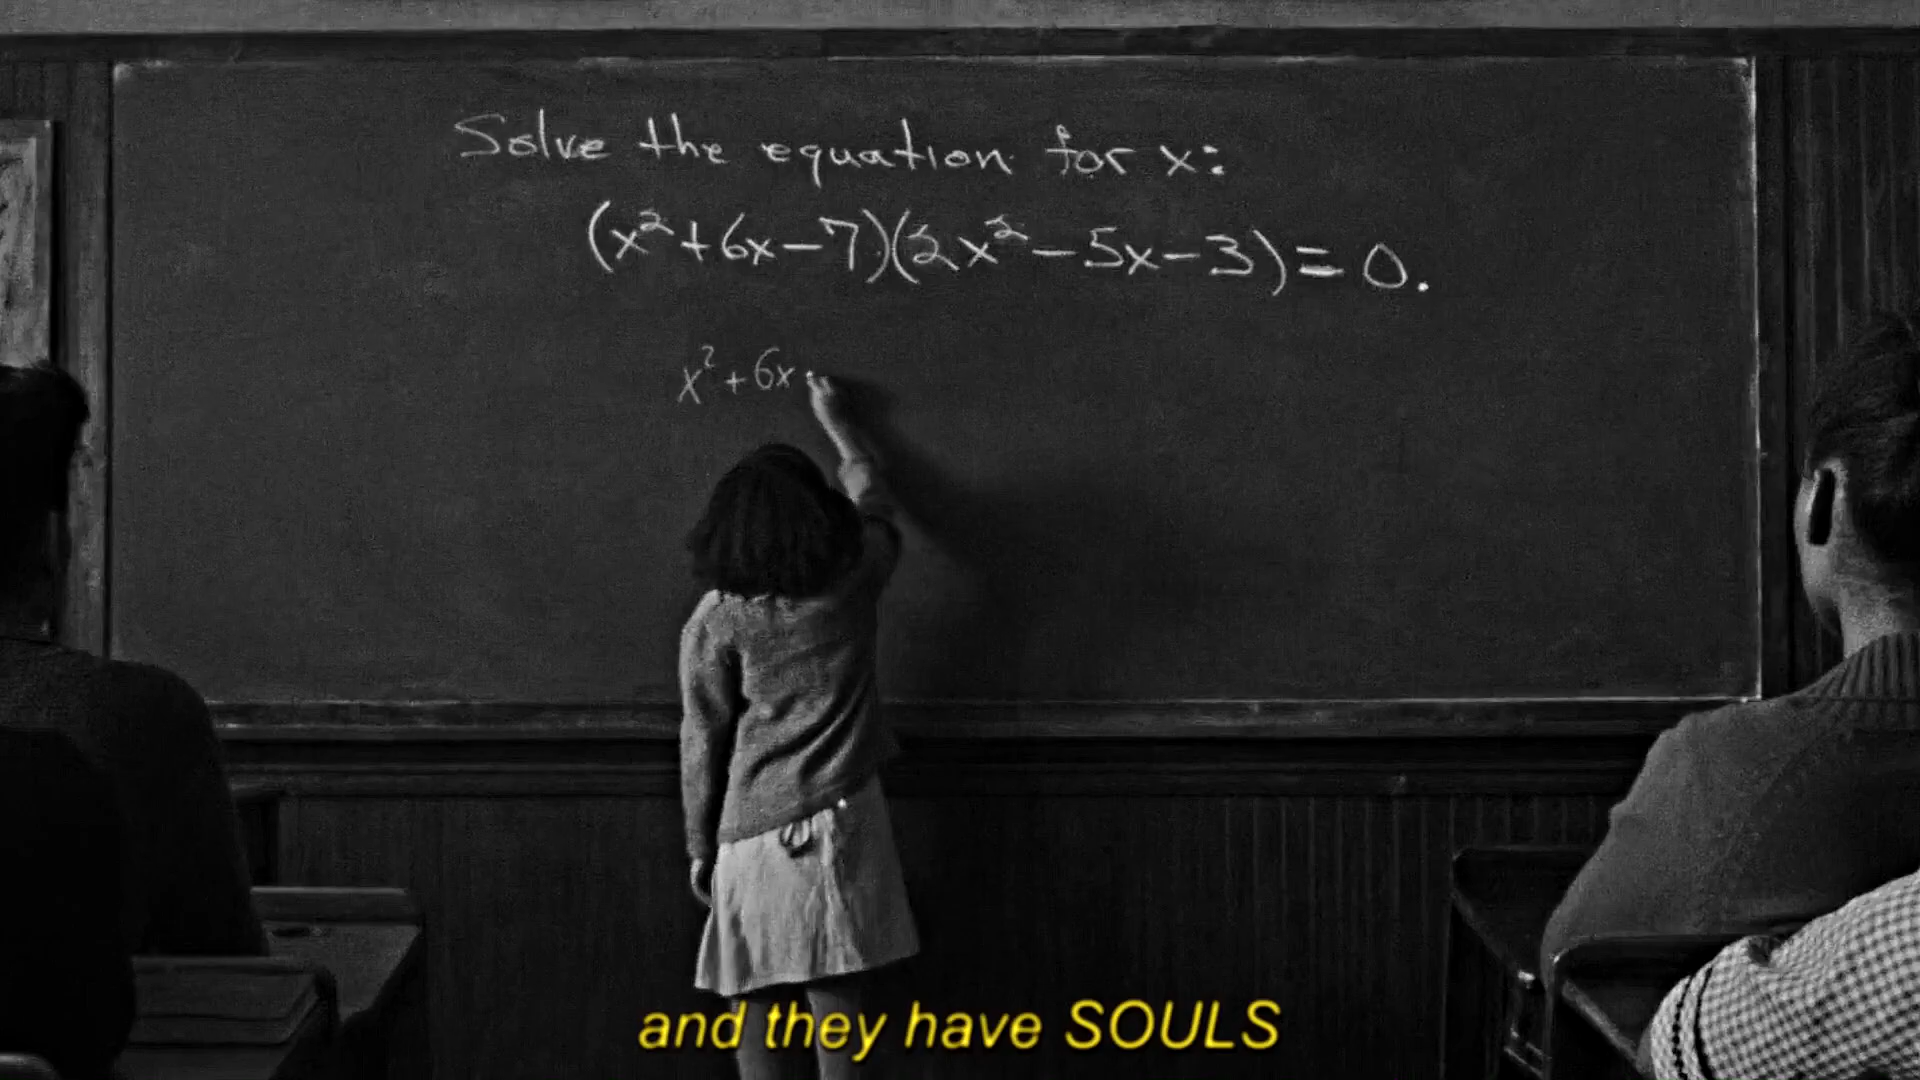 Solve the equation for x:
(x²+6x-7)(2x²-5x-3)=0.
x²+6x
and they have SOULS